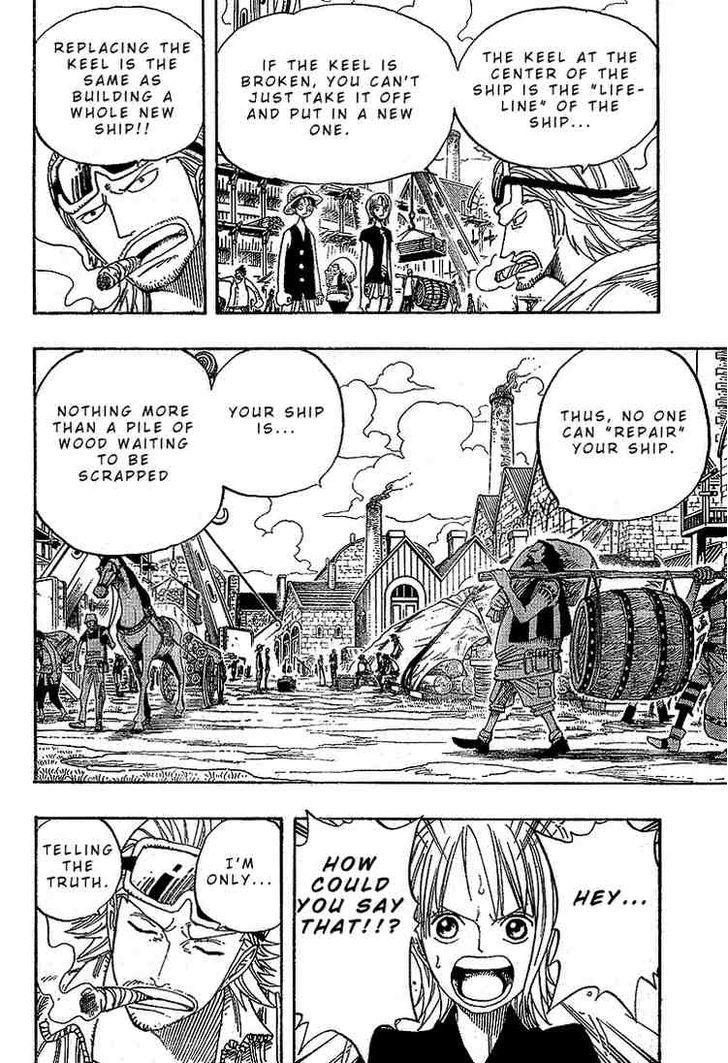 THE KEEL AT THE
CENTER OF THE
SHIP IS THE "LIFE-
LINE" OF THE
SHIP...
IF THE KEEL IS
BROKEN, YOU CAN'T
JUST TAKE IT OFF
AND PUT IN A NEW
ONE.
REPLACING THE
KEEL IS THE
SAME AS
BUILDING A
WHOLE NEW
SHIP!!
THUS, NO ONE
CAN "REPAIR"
YOUR SHIP.
YOUR SHIP
IS...
NOTHING MORE
THAN A PILE OF
WOOD WAITING
TO BE
SCRAPPED
HEY...
HOW
COULD
YOU SAY
THAT!!?
I'M
ONLY...
TELLING
THE
TRUTH.